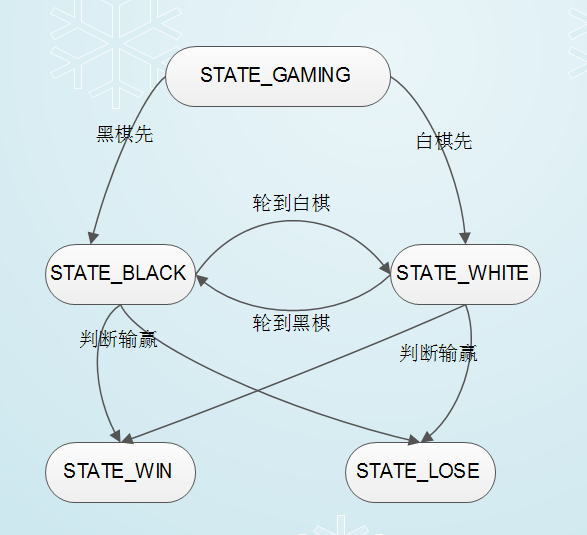 STATE_GAMING
黑棋先
白棋先
轮到白棋
STATE_BLACK
STATE_WHITE
轮到黑棋
判断输赢
判断输赢
STATE_WIN
STATE_LOSE